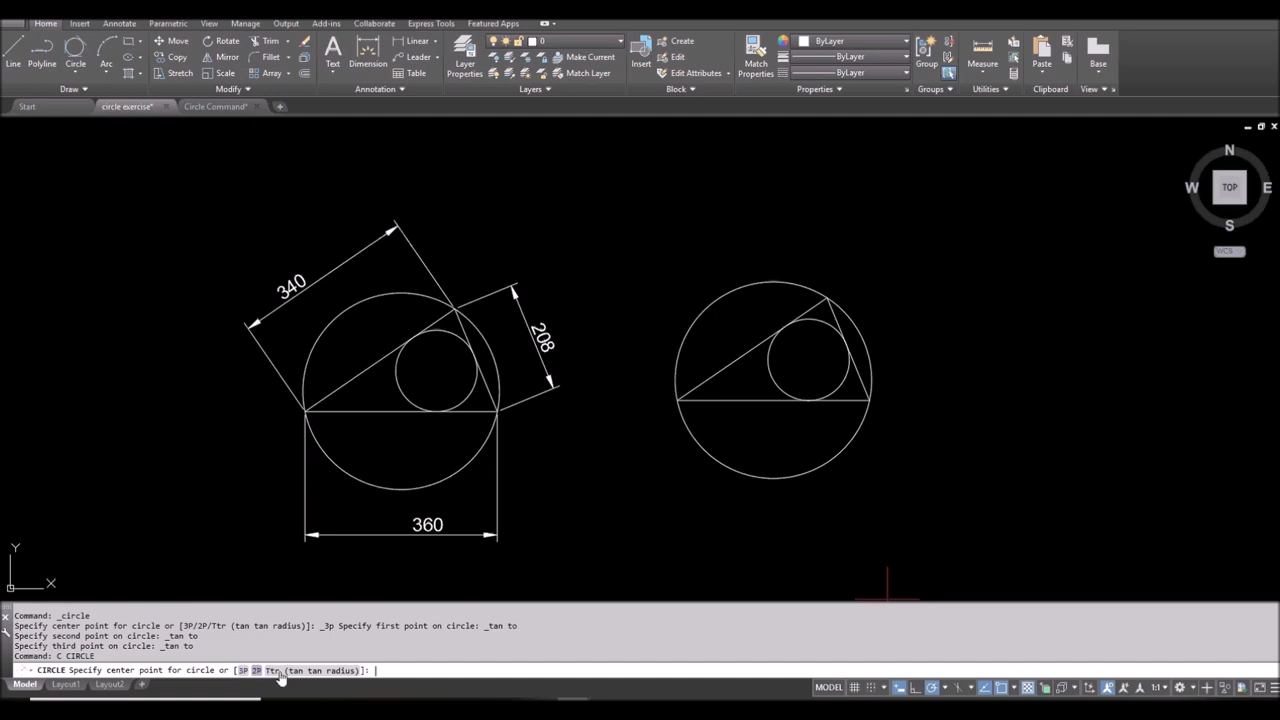 Home Insert Annotate Parametric View Manage Output Add-ins Collaborate Express Tools Featured Apps
Line Polyline Circle Arc
Move Rotate Trim
Copy Mirror Fillet
Stretch Scale Array
Text Dimension
Linear
Leader
Table
Layer Properties
0
Make Current
Match Layer
Insert
Create
Edit
Edit Attributes
Match Properties
ByLayer
ByLayer
ByLayer
Group
Measure
Paste
Base
Draw Modify Annotation Layers Block Properties Groups Utilities Clipboard View
Start circle exercise* Circle Command*
N
W TOP E
S
WCS
340
208
360
Y
X
Command: _circle
Specify center point for circle or [3P/2P/Ttr (tan tan radius)]: _3p Specify first point on circle: _tan to
Specify second point on circle: _tan to
Specify third point on circle: _tan to
Command: C CIRCLE
CIRCLE Specify center point for circle or [3P 2P Ttr (tan tan radius)]:
Model Layout1 Layout2
MODEL 1:1